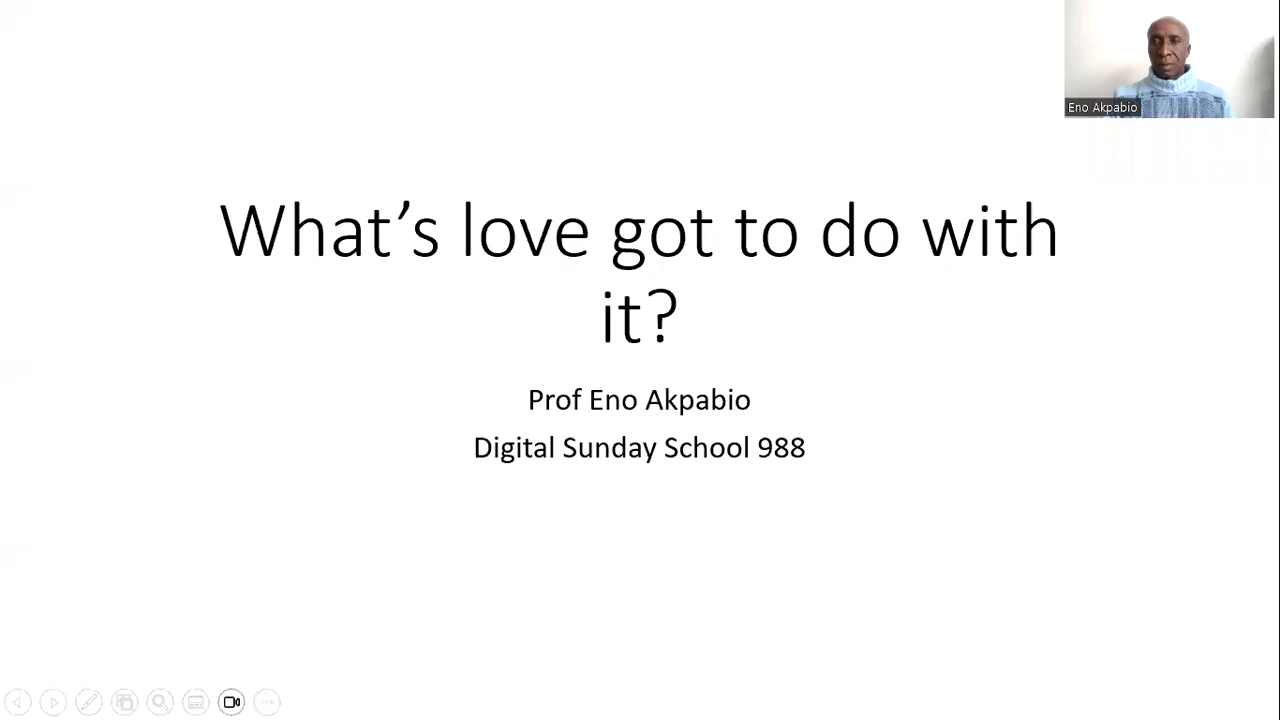 Eno Akpabio
What's love got to do with
it?
Prof Eno Akpabio
Digital Sunday School 988